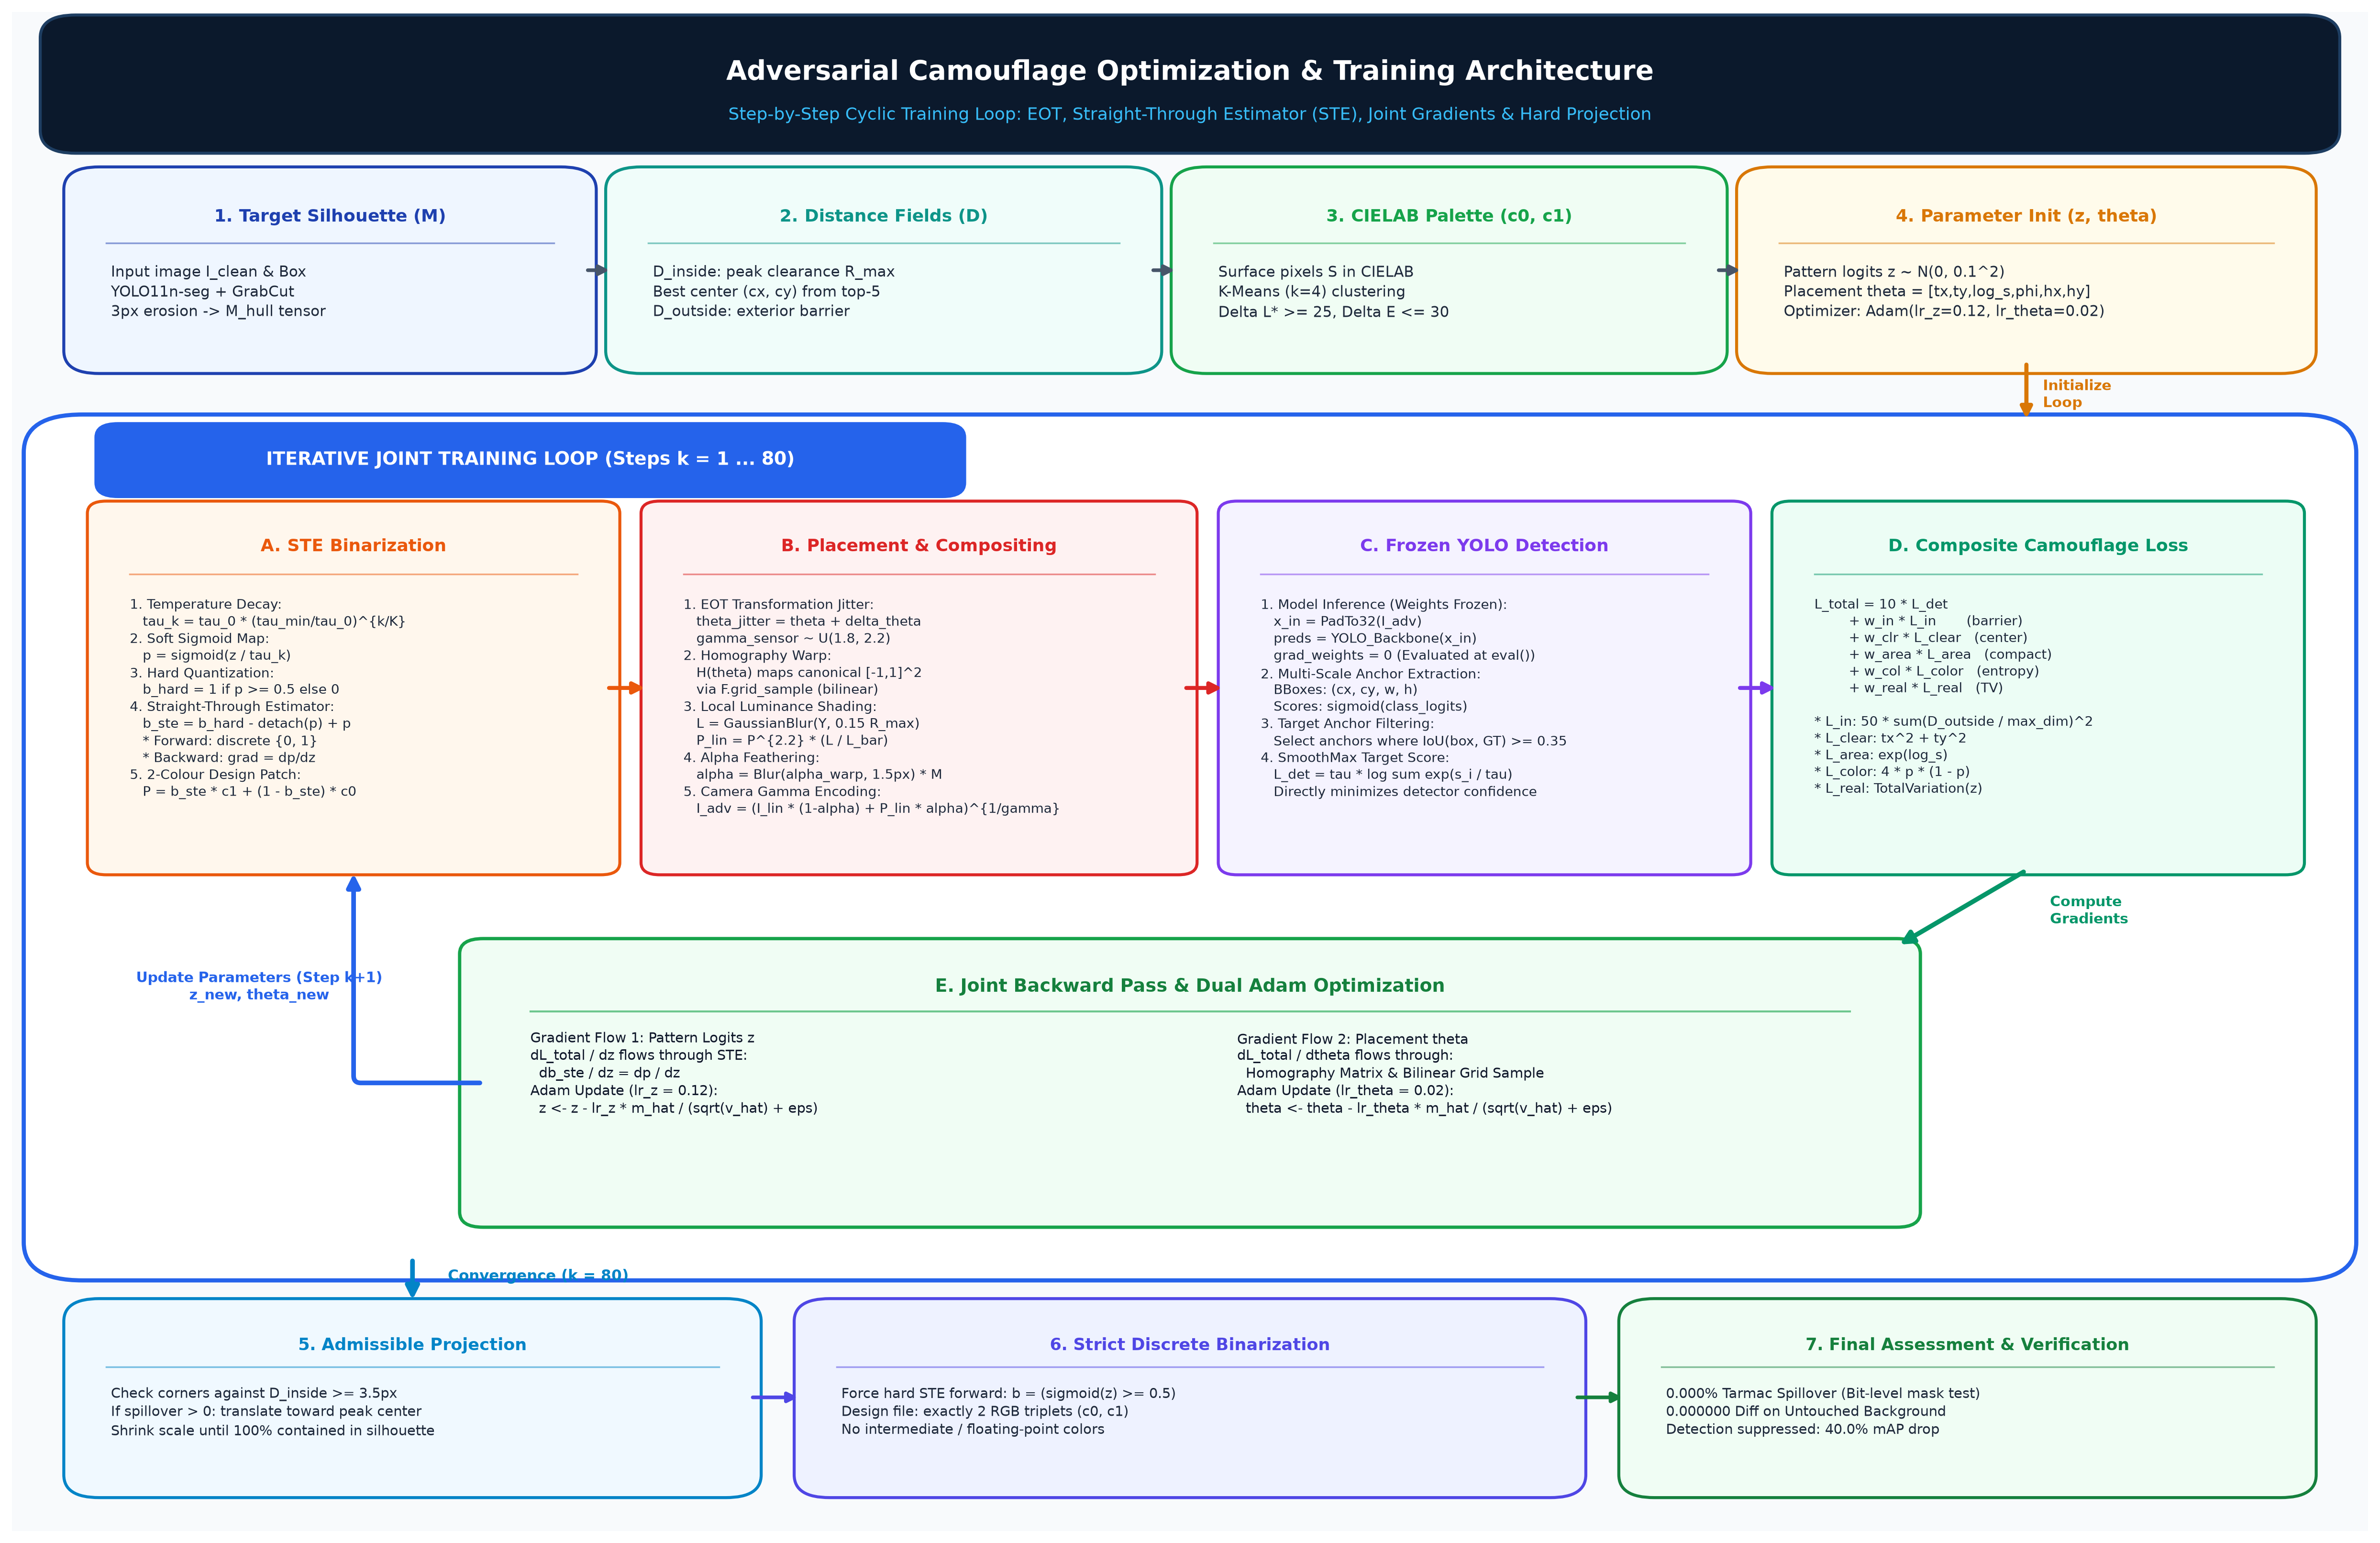 Adversarial Camouflage Optimization & Training Architecture
Step-by-Step Cyclic Training Loop: EOT, Straight-Through Estimator (STE), Joint Gradients & Hard Projection
1. Target Silhouette (M)
Input image I_clean & Box
YOLO11n-seg + GrabCut
3px erosion -> M_hull tensor
2. Distance Fields (D)
D_inside: peak clearance R_max
Best center (cx, cy) from top-5
D_outside: exterior barrier
3. CIELAB Palette (c0, c1)
Surface pixels S in CIELAB
K-Means (k=4) clustering
Delta L* >= 25, Delta E <= 30
4. Parameter Init (z, theta)
Pattern logits z ~ N(0, 0.1^2)
Placement theta = [tx,ty,log_s,phi,hx,hy]
Optimizer: Adam(lr_z=0.12, lr_theta=0.02)
Initialize
Loop
ITERATIVE JOINT TRAINING LOOP (Steps k = 1 ... 80)
A. STE Binarization
1. Temperature Decay:
tau_k = tau_0 * (tau_min/tau_0)^{k/K}
2. Soft Sigmoid Map:
p = sigmoid(z / tau_k)
3. Hard Quantization:
b_hard = 1 if p >= 0.5 else 0
4. Straight-Through Estimator:
b_ste = b_hard - detach(p) + p
* Forward: discrete {0, 1}
* Backward: grad = dp/dz
5. 2-Colour Design Patch:
P = b_ste * c1 + (1 - b_ste) * c0
B. Placement & Compositing
1. EOT Transformation Jitter:
theta_jitter = theta + delta_theta
gamma_sensor ~ U(1.8, 2.2)
2. Homography Warp:
H(theta) maps canonical [-1,1]^2
via F.grid_sample (bilinear)
3. Local Luminance Shading:
L = GaussianBlur(Y, 0.15 R_max)
P_lin = P^{2.2} * (L / L_bar)
4. Alpha Feathering:
alpha = Blur(alpha_warp, 1.5px) * M
5. Camera Gamma Encoding:
I_adv = (I_lin * (1-alpha) + P_lin * alpha)^{1/gamma}
C. Frozen YOLO Detection
1. Model Inference (Weights Frozen):
x_in = PadTo32(I_adv)
preds = YOLO_Backbone(x_in)
grad_weights = 0 (Evaluated at eval())
2. Multi-Scale Anchor Extraction:
BBoxes: (cx, cy, w, h)
Scores: sigmoid(class_logits)
3. Target Anchor Filtering:
Select anchors where IoU(box, GT) >= 0.35
4. SmoothMax Target Score:
L_det = tau * log sum exp(s_i / tau)
Directly minimizes detector confidence
D. Composite Camouflage Loss
L_total = 10 * L_det
+ w_in * L_in (barrier)
+ w_clr * L_clear (center)
+ w_area * L_area (compact)
+ w_col * L_color (entropy)
+ w_real * L_real (TV)
* L_in: 50 * sum(D_outside / max_dim)^2
* L_clear: tx^2 + ty^2
* L_area: exp(log_s)
* L_color: 4 * p * (1 - p)
* L_real: TotalVariation(z)
Compute
Gradients
Update Parameters (Step k+1)
z_new, theta_new
E. Joint Backward Pass & Dual Adam Optimization
Gradient Flow 1: Pattern Logits z
dL_total / dz flows through STE:
db_ste / dz = dp / dz
Adam Update (lr_z = 0.12):
z <- z - lr_z * m_hat / (sqrt(v_hat) + eps)
Gradient Flow 2: Placement theta
dL_total / dtheta flows through:
Homography Matrix & Bilinear Grid Sample
Adam Update (lr_theta = 0.02):
theta <- theta - lr_theta * m_hat / (sqrt(v_hat) + eps)
Convergence (k = 80)
5. Admissible Projection
Check corners against D_inside >= 3.5px
If spillover > 0: translate toward peak center
Shrink scale until 100% contained in silhouette
6. Strict Discrete Binarization
Force hard STE forward: b = (sigmoid(z) >= 0.5)
Design file: exactly 2 RGB triplets (c0, c1)
No intermediate / floating-point colors
7. Final Assessment & Verification
0.000% Tarmac Spillover (Bit-level mask test)
0.000000 Diff on Untouched Background
Detection suppressed: 40.0% mAP drop